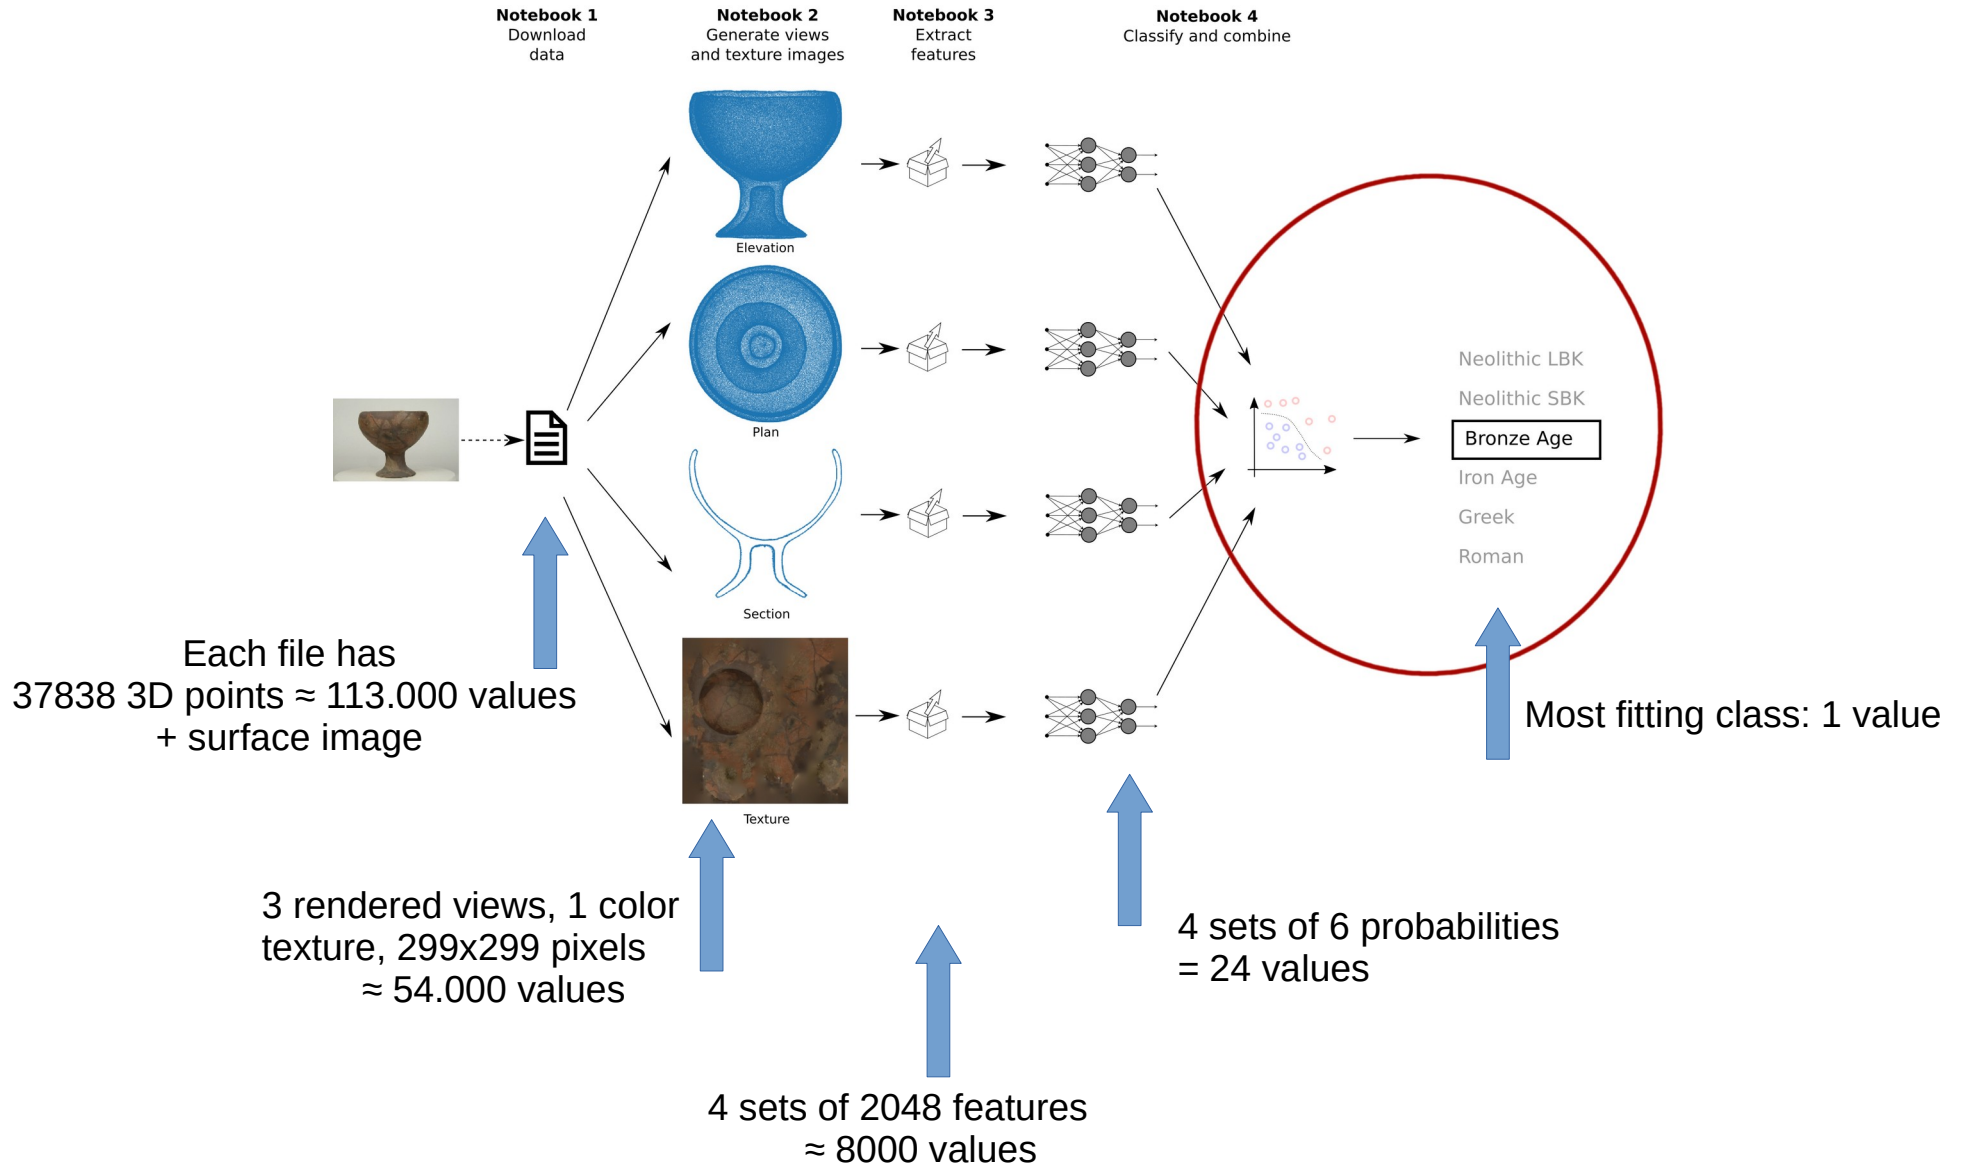 Notebook 1
Download
data
Notebook 2
Generate views
and texture images
Notebook 3
Extract
features
Notebook 4
Classify and combine
Elevation
Plan
Section
Texture
Neolithic LBK
Neolithic SBK
Bronze Age
Iron Age
Greek
Roman
Each file has
37838 3D points ≈ 113.000 values
+ surface image
3 rendered views, 1 color
texture, 299x299 pixels
≈ 54.000 values
4 sets of 2048 features
≈ 8000 values
4 sets of 6 probabilities
= 24 values
Most fitting class: 1 value